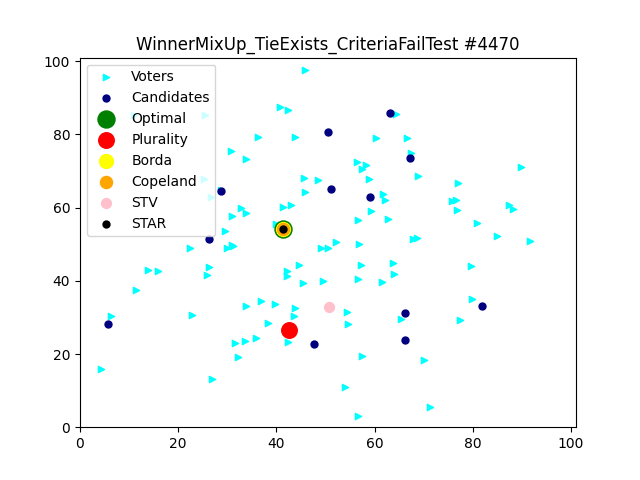 WinnerMixUp_TieExists_CriteriaFailTest #4470
100
80
60
40
20
0
Voters
Candidates
Optimal
Plurality
Borda
Copeland
STV
STAR
0 20 40 60 80 100